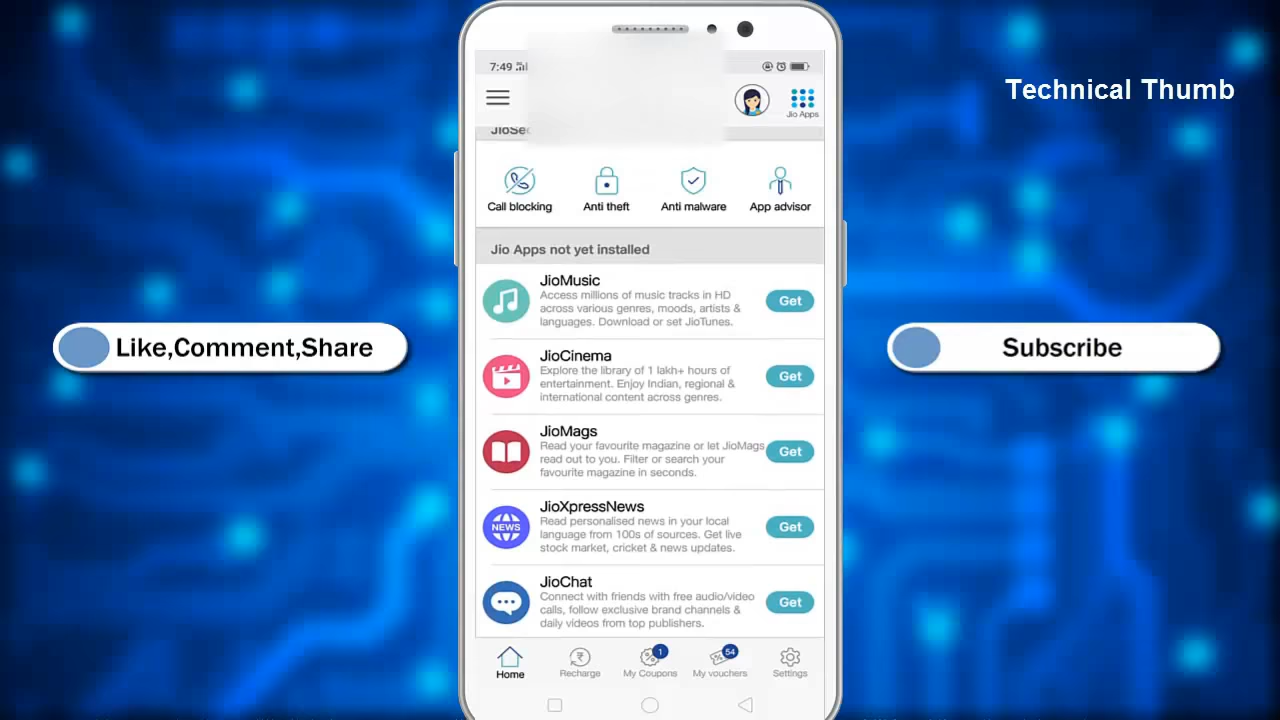 7:49
Technical Thumb
Jio Apps
JioSec
Call blocking
Anti theft
Anti malware
App advisor
Jio Apps not yet installed
JioMusic
Access millions of music tracks in HD
across various genres, moods, artists &
languages. Download or set JioTunes.
Get
JioCinema
Explore the library of 1 lakh+ hours of
entertainment. Enjoy Indian, regional &
international content across genres.
Get
Like,Comment,Share
Subscribe
JioMags
Read your favourite magazine or let JioMags
read out to you. Filter or search your
favourite magazine in seconds.
Get
JioXpressNews
Read personalised news in your local
language from 100s of sources. Get live
stock market, cricket & news updates.
Get
NEWS
JioChat
Connect with friends with free audio/video
calls, follow exclusive brand channels &
daily videos from top publishers.
Get
1
54
Home
Recharge
My Coupons
My vouchers
Settings